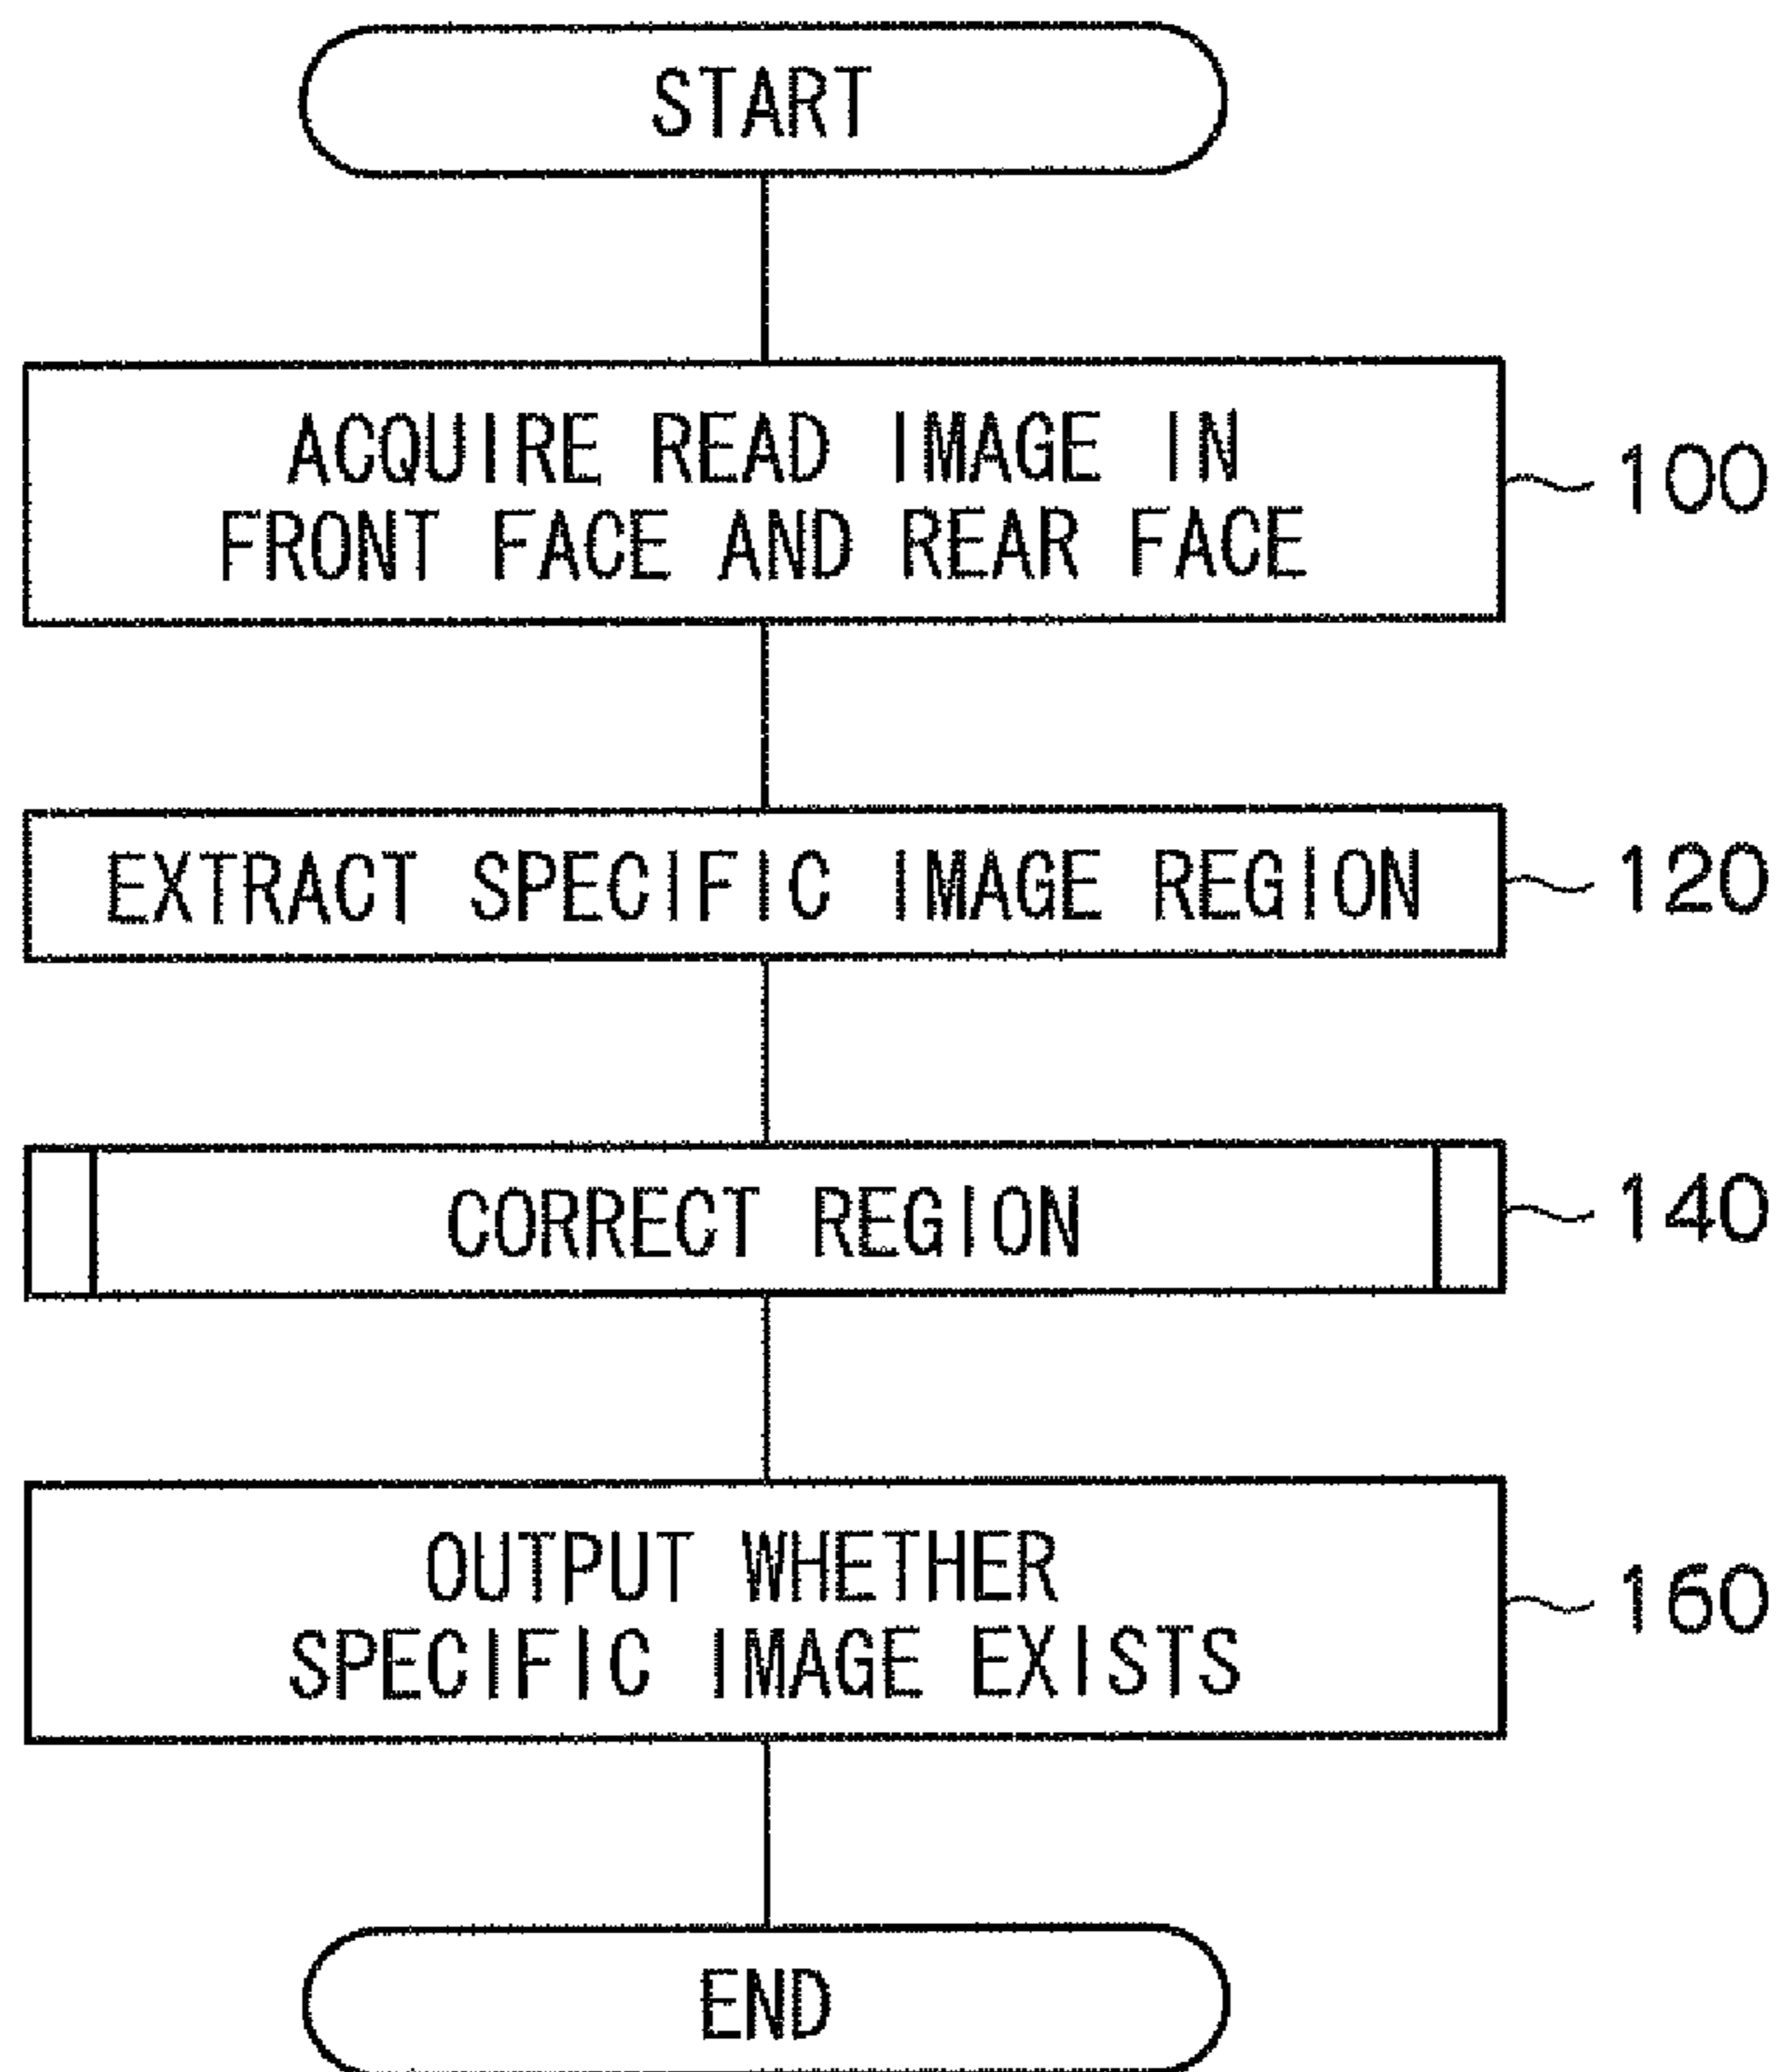 START
ACQUIRE READ IMAGE IN
FRONT FACE AND REAR FACE
100
EXTRACT SPECIFIC IMAGE REGION
120
CORRECT REGION
140
OUTPUT WHETHER
SPECIFIC IMAGE EXISTS
160
END